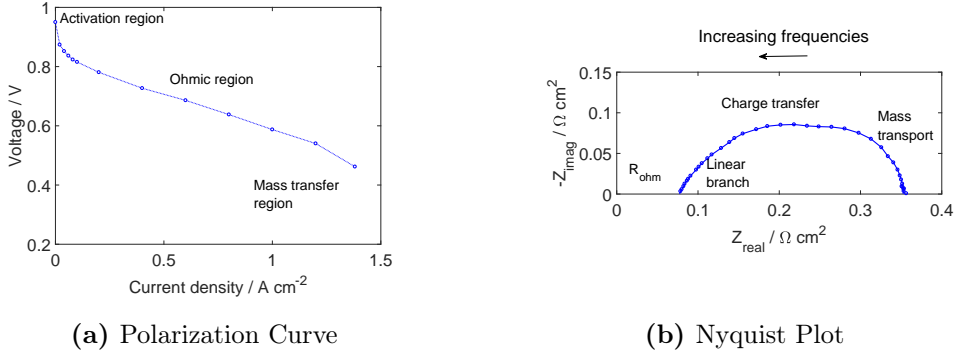 1
0.8
0.6
0.4
0.2
0
0.5
1
1.5
Voltage / V
Current density / A cm⁻²
Activation region
Ohmic region
Mass transfer
region
(a) Polarization Curve
Increasing frequencies
0.15
0.1
0.05
0
0
0.1
0.2
0.3
0.4
-Z_imag / Ω cm²
Z_real / Ω cm²
Charge transfer
Mass
transport
R_ohm
Linear
branch
(b) Nyquist Plot